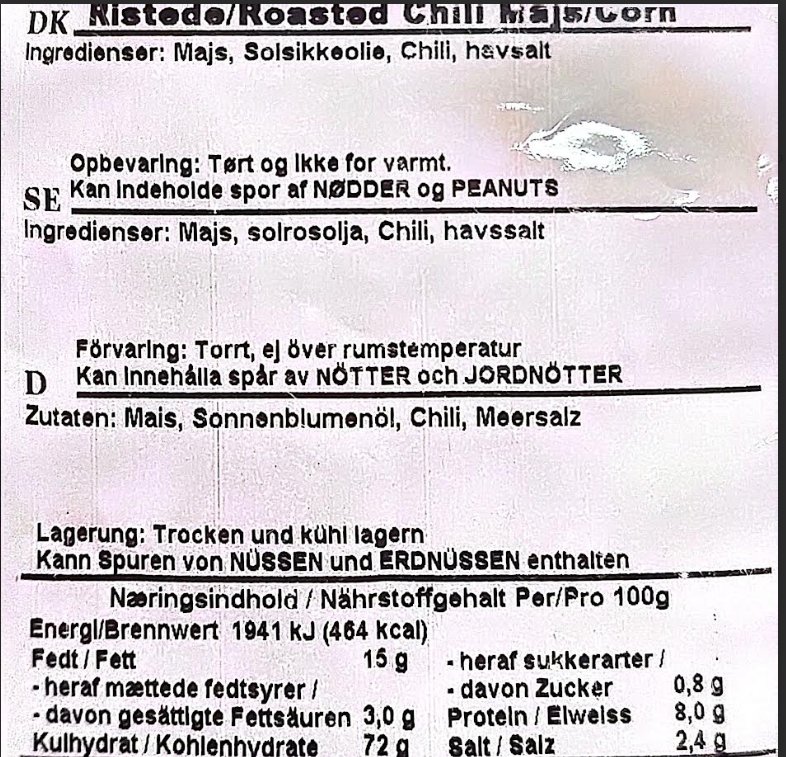 DK Ristede/Roasted Chili Majs/Corn
Ingredienser: Majs, Solsikkeolie, Chili, havsalt
Opbevaring: Tørt og ikke for varmt.
Kan indeholde spor af NØDDER og PEANUTS
SE
Ingredienser: Majs, solrosolja, Chili, havssalt
Förvaring: Torrt, ej över rumstemperatur
Kan innehålla spår av NÖTTER och JORDNÖTTER
D
Zutaten: Mais, Sonnenblumenöl, Chili, Meersalz
Lagerung: Trocken und kühl lagern
Kann Spuren von NÜSSEN und ERDNÜSSEN enthalten
Næringsindhold / Nährstoffgehalt Per/Pro 100g
Energi/Brennwert 1941 kJ (464 kcal)
Fedt / Fett 15 g
- heraf mættede fedtsyrer /
- davon gesättigte Fettsäuren 3,0 g
Kulhydrat / Kohlenhydrate 72 g
- heraf sukkerarter /
- davon Zucker 0,8 g
Protein / Eiweiss 8,0 g
Salt / Salz 2,4 g